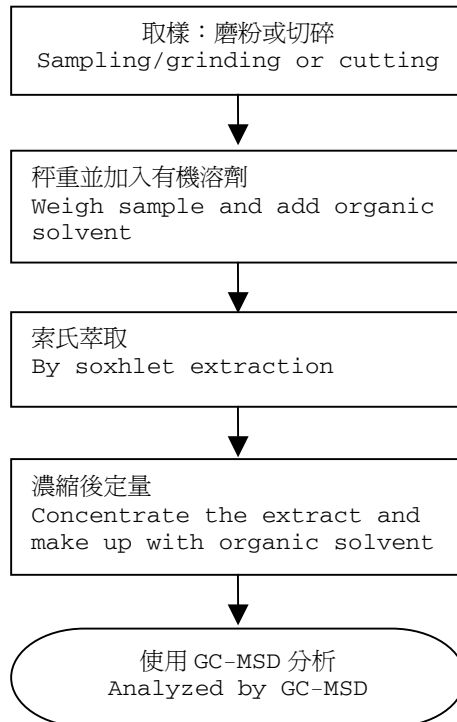 取樣：磨粉或切碎
Sampling/grinding or cutting
秤重並加入有機溶劑
Weigh sample and add organic
solvent
索氏萃取
By soxhlet extraction
濃縮後定量
Concentrate the extract and
make up with organic solvent
使用 GC-MSD 分析
Analyzed by GC-MSD